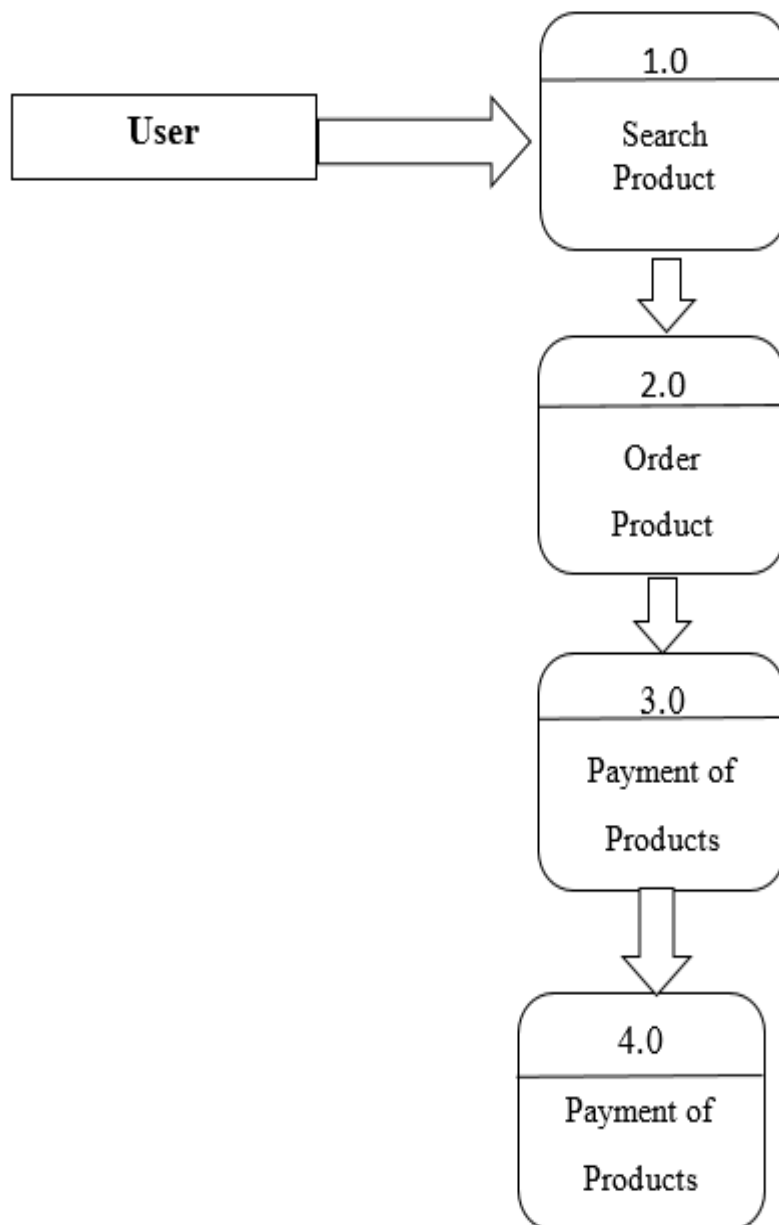 User
1.0
Search
Product
2.0
Order
Product
3.0
Payment of
Products
4.0
Payment of
Products